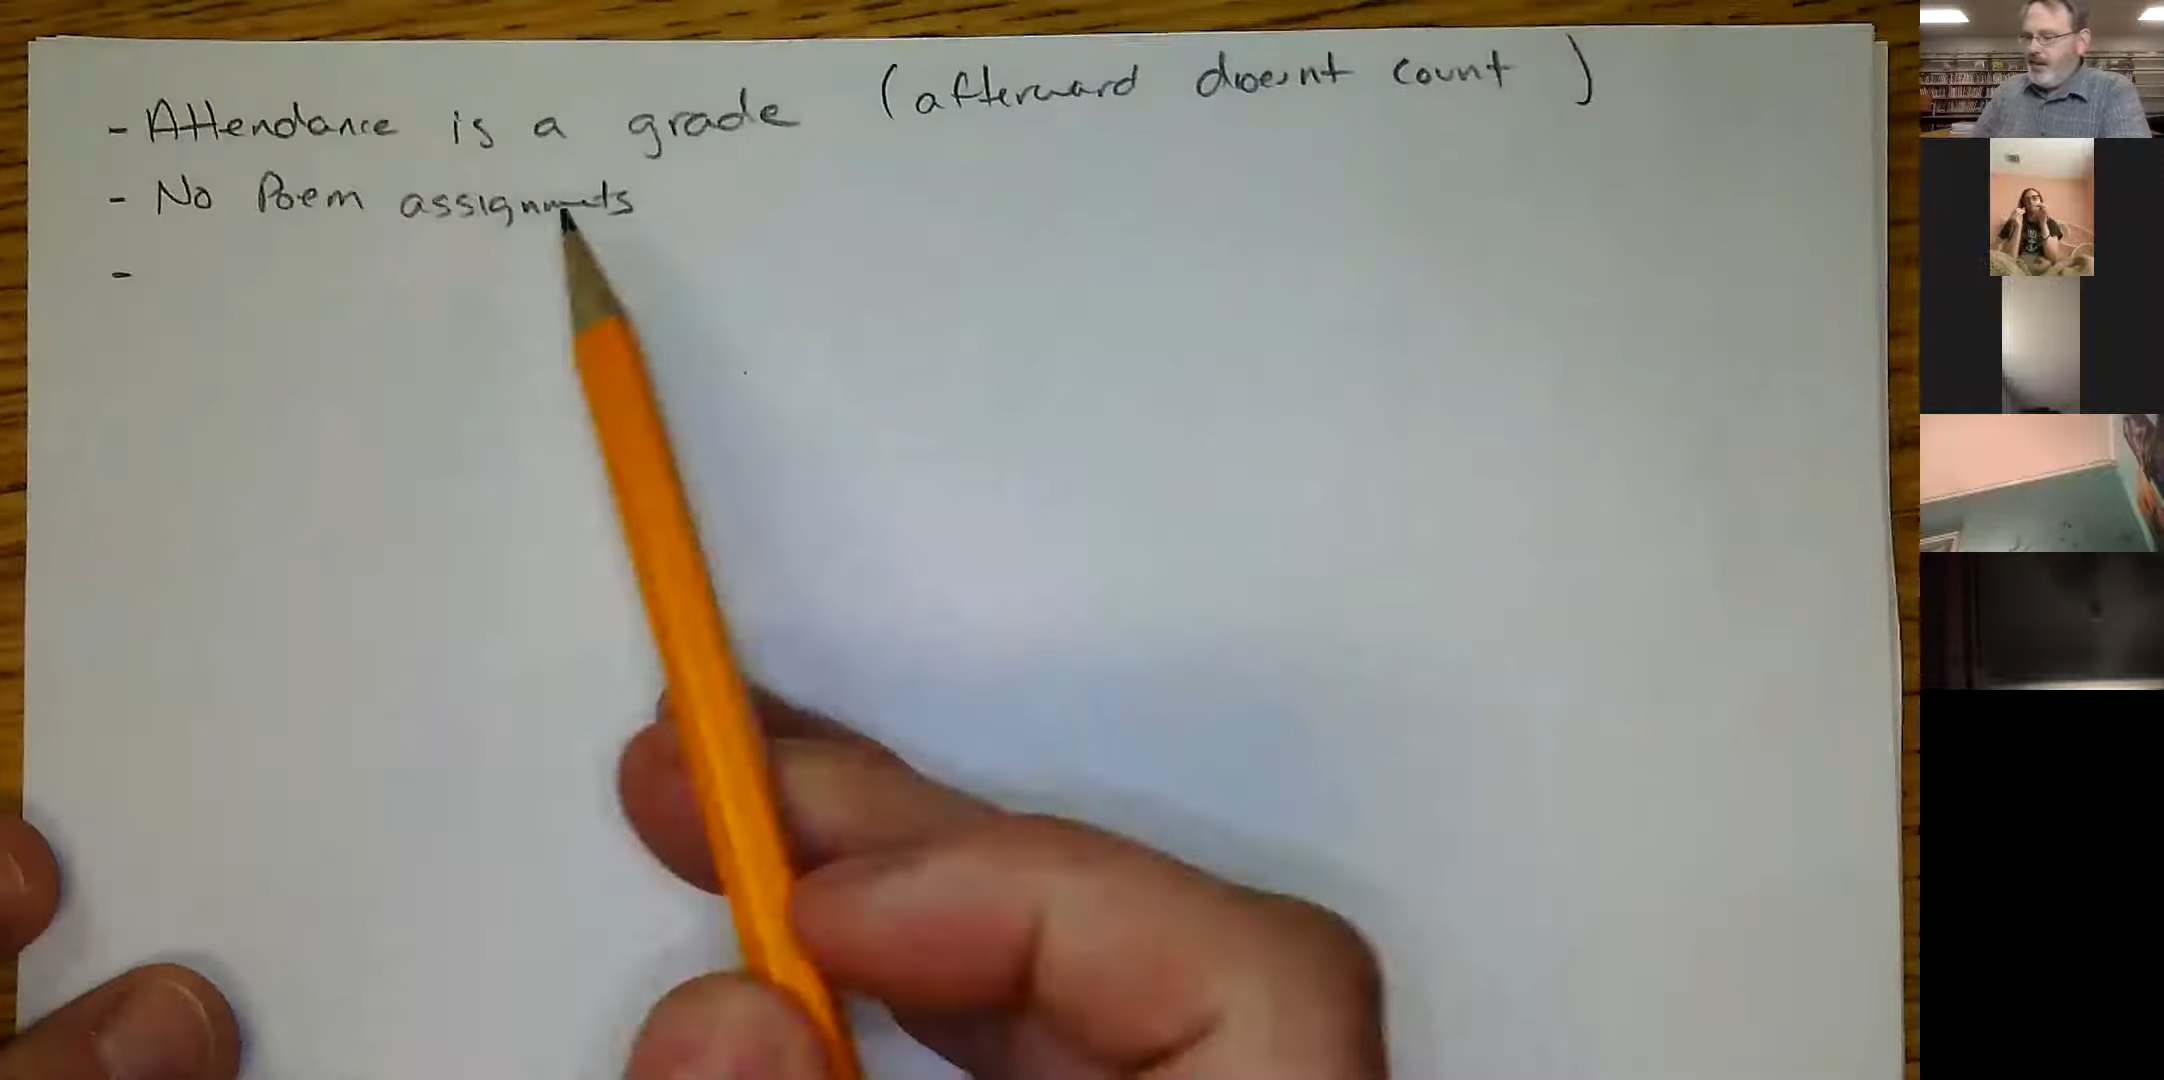 - Attendance is a grade (afterward doesnt count )
- No Poem assignments
-